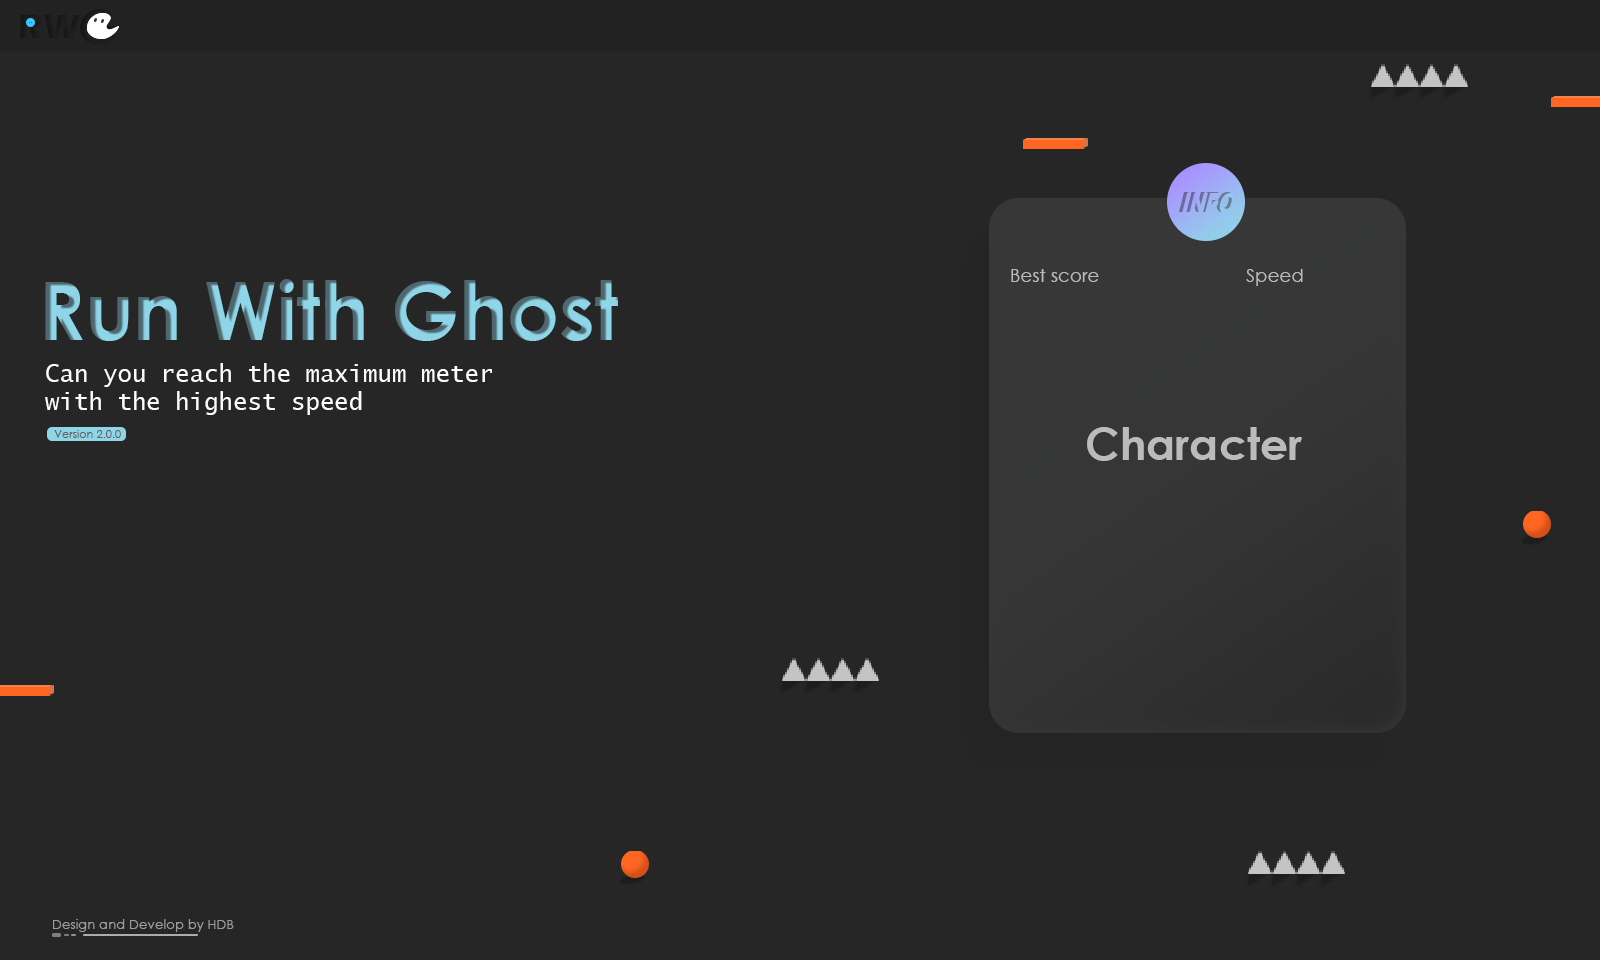 RW
INFO
Best score
Speed
Run With Ghost
Can you reach the maximum meter
with the highest speed
Version 2.0.0
Character
Design and Develop by HDB